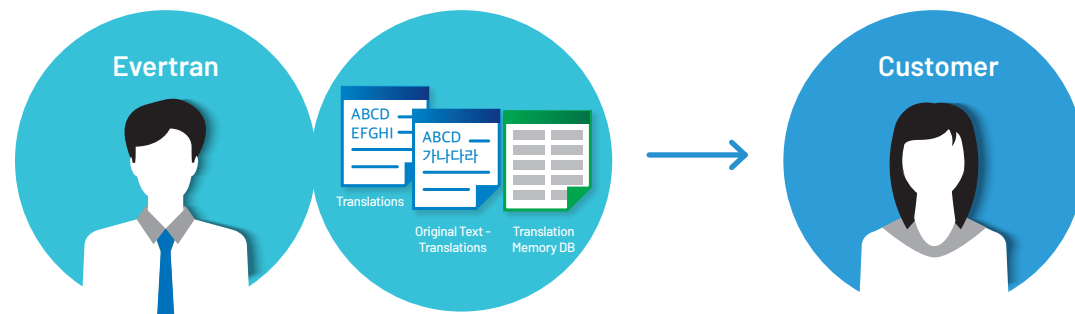 Evertran
ABCD
EFGHI
Translations
ABCD
가나다라
Original Text -
Translations
Translation
Memory DB
Customer